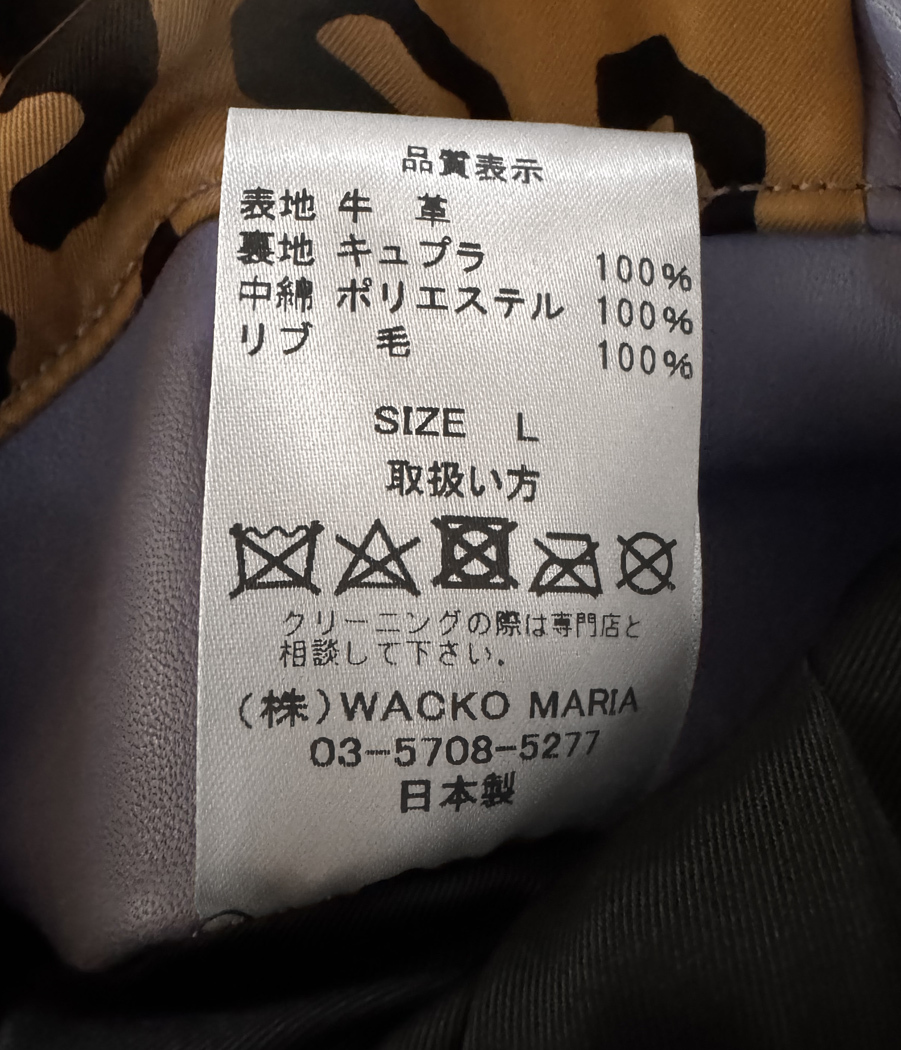 品質表示
表地 牛 革
裏地 キュプラ 100%
中綿 ポリエステル 100%
リブ 毛 100%
SIZE L
取扱い方
クリーニングの際は専門店と
相談して下さい。
(株)WACKO MARIA
03-5708-5277
日本製